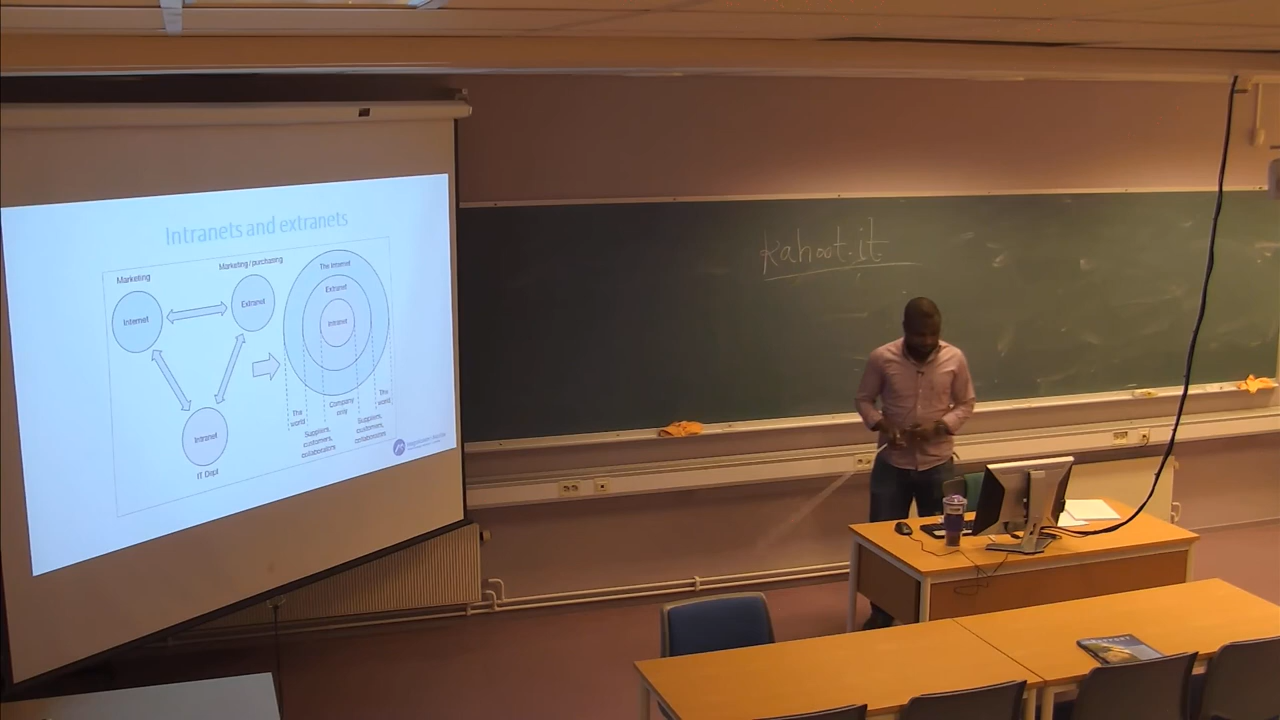 Intranets and extranets
Marketing
Marketing / purchasing
Internet
Extranet
Intranet
IT Dept
The Internet
Extranet
Intranet
The
world
Suppliers,
customers,
collaborators
Company
only
Suppliers,
customers,
collaborators
The
world
kahoot.it